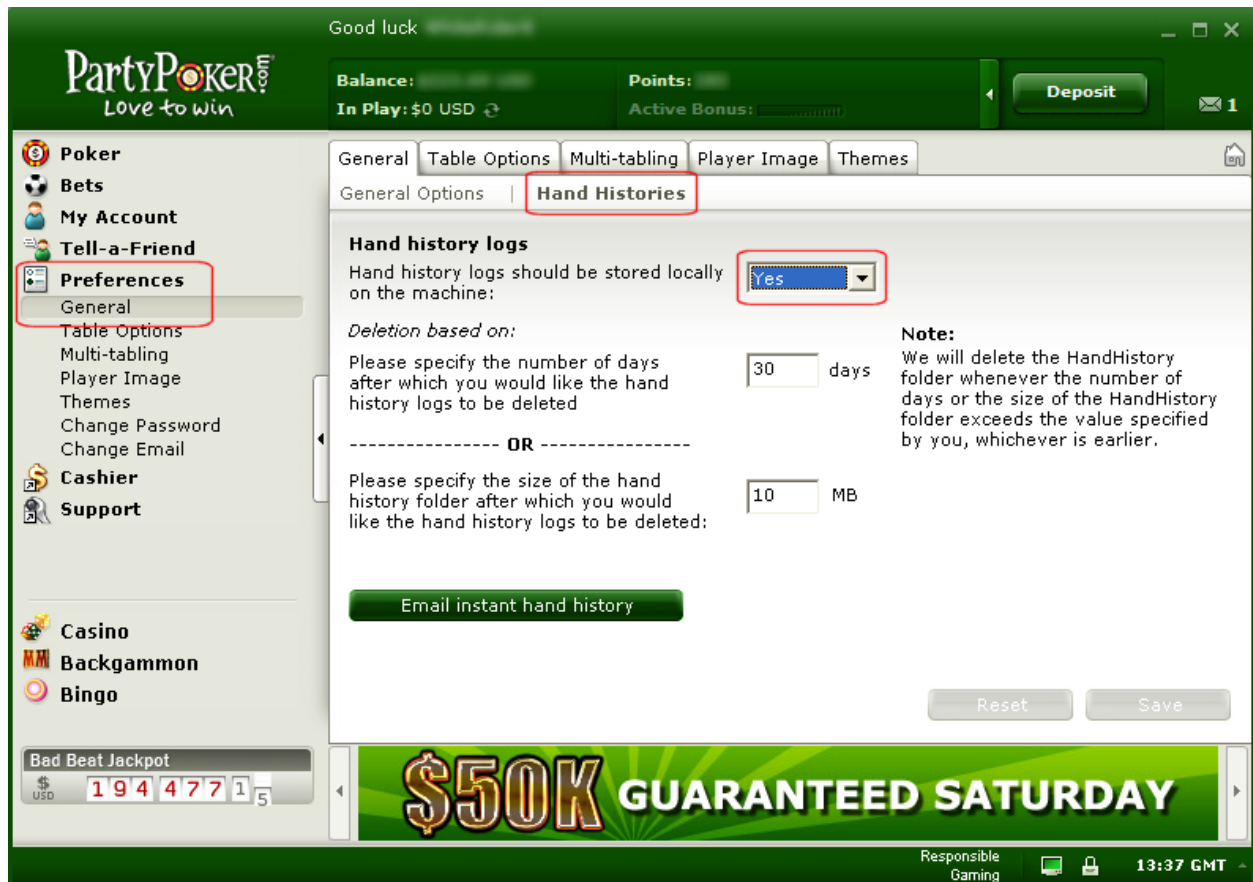 Good luck
PartyPoker.com
Love to win
Balance:
Points:
In Play: $0 USD
Active Bonus:
Deposit
1
Poker
Bets
My Account
Tell-a-Friend
Preferences
General
Table Options
Multi-tabling
Player Image
Themes
Change Password
Change Email
Cashier
Support
Casino
Backgammon
Bingo
General Table Options Multi-tabling Player Image Themes
General Options | Hand Histories
Hand history logs
Hand history logs should be stored locally
on the machine:
Yes
Deletion based on:
Please specify the number of days
after which you would like the hand
history logs to be deleted
30 days
---------------- OR ----------------
Please specify the size of the hand
history folder after which you would
like the hand history logs to be deleted:
10 MB
Note:
We will delete the HandHistory
folder whenever the number of
days or the size of the HandHistory
folder exceeds the value specified
by you, whichever is earlier.
Email instant hand history
Reset Save
Bad Beat Jackpot
$ USD 194 477 1 5
$50K GUARANTEED SATURDAY
Responsible
Gaming
13:37 GMT